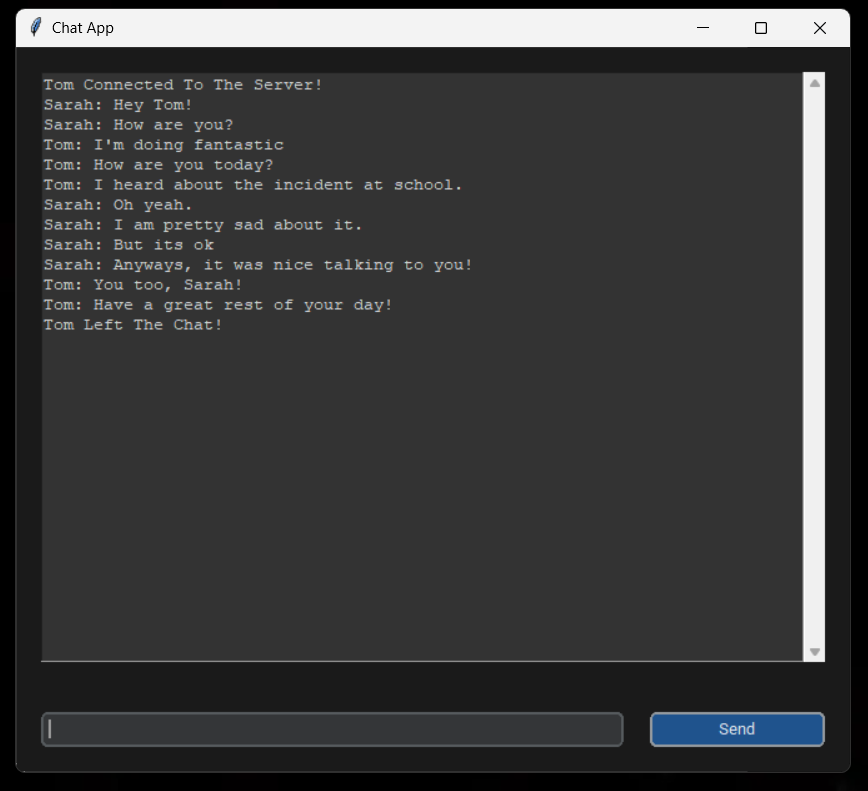 Chat App
Tom Connected To The Server!
Sarah: Hey Tom!
Sarah: How are you?
Tom: I'm doing fantastic
Tom: How are you today?
Tom: I heard about the incident at school.
Sarah: Oh yeah.
Sarah: I am pretty sad about it.
Sarah: But its ok
Sarah: Anyways, it was nice talking to you!
Tom: You too, Sarah!
Tom: Have a great rest of your day!
Tom Left The Chat!
Send